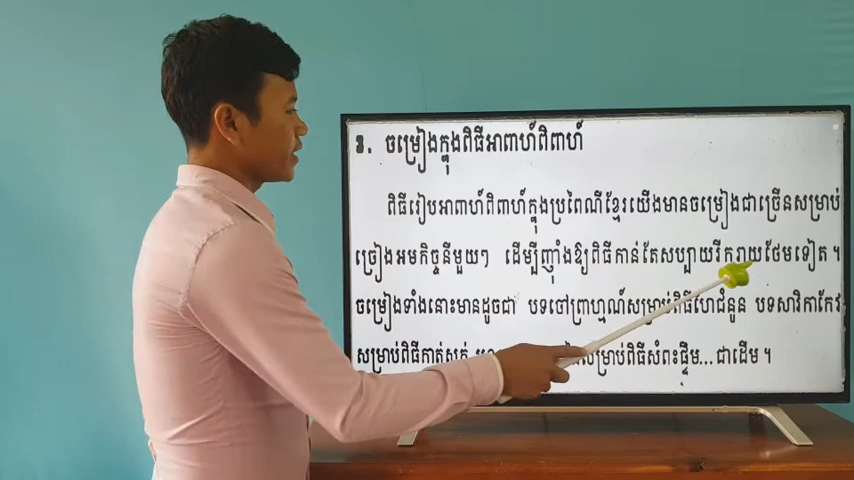 ៩. ចម្រៀងក្នុងពិធីអាពាហ៍ពិពាហ៍
ពិធីរៀបអាពាហ៍ពិពាហ៍ក្នុងប្រពៃណីខ្មែរយើងមានចម្រៀងជាច្រើនសម្រាប់
ច្រៀងអមកិច្ចនីមួយៗ ដើម្បីញ៉ាំងឱ្យពិធីកាន់តែសប្បាយរីករាយថែមទៀត។
ចម្រៀងទាំងនោះមានដូចជា បទចៅព្រាហ្មណ៍សម្រាប់ពិធីហែជំនូន បទសារិកាកែវ
សម្រាប់ពិធីកាត់សក់ សម្រាប់ពិធីសំពះផ្ទឹម...ជាដើម។